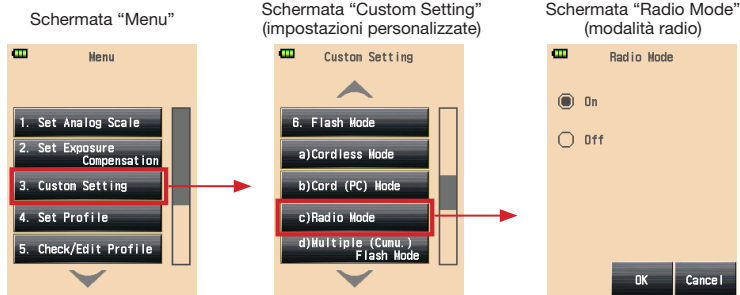 Schermata “Menu”
Menu
1. Set Analog Scale
2. Set Exposure
Compensation
3. Custom Setting
4. Set Profile
5. Check/Edit Profile
Schermata “Custom Setting”
(impostazioni personalizzate)
Custom Setting
6. Flash Mode
a)Cordless Mode
b)Cord (PC) Mode
c)Radio Mode
d)Multiple (Cumu.)
Flash Mode
Schermata “Radio Mode”
(modalità radio)
Radio Mode
On
Off
OK
Cancel